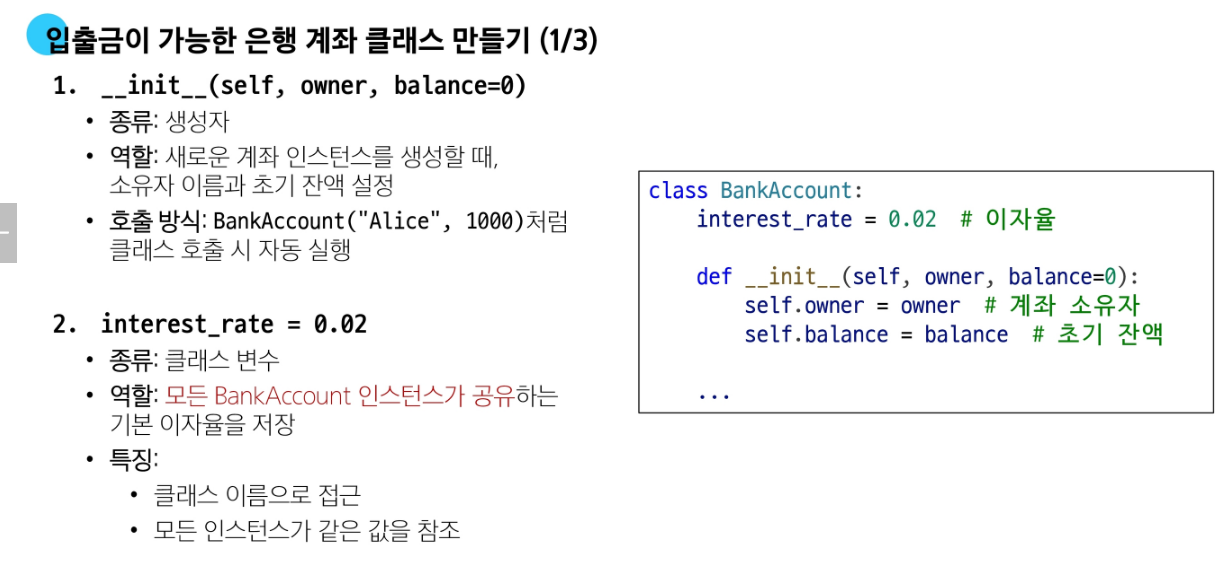 입출금이 가능한 은행 계좌 클래스 만들기 (1/3)
1. __init__(self, owner, balance=0)
• 종류: 생성자
• 역할: 새로운 계좌 인스턴스를 생성할 때,
소유자 이름과 초기 잔액 설정
• 호출 방식: BankAccount("Alice", 1000)처럼
클래스 호출 시 자동 실행
2. interest_rate = 0.02
• 종류: 클래스 변수
• 역할: 모든 BankAccount 인스턴스가 공유하는
기본 이자율을 저장
• 특징:
• 클래스 이름으로 접근
• 모든 인스턴스가 같은 값을 참조
class BankAccount:
    interest_rate = 0.02  # 이자율
    def __init__(self, owner, balance=0):
        self.owner = owner  # 계좌 소유자
        self.balance = balance  # 초기 잔액
    ...